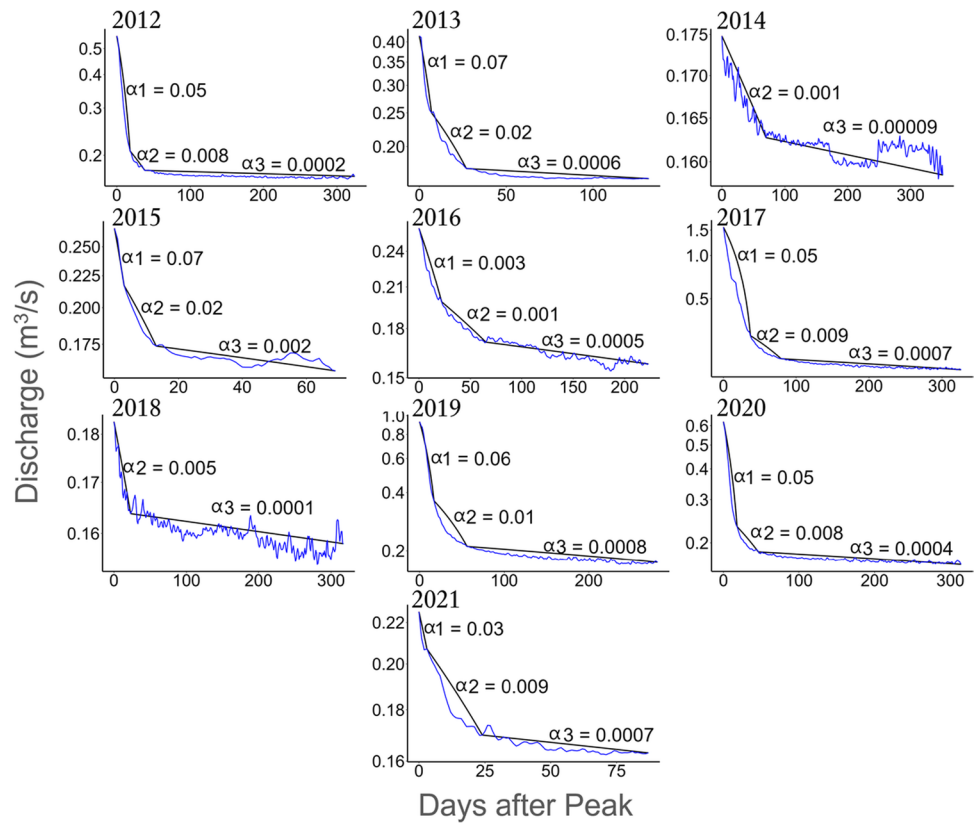 2012
0.5
0.4
0.3
0.2
α1 = 0.05
α2 = 0.008
α3 = 0.0002
0 100 200 300
2013
0.40
0.35
0.30
0.25
0.20
α1 = 0.07
α2 = 0.02
α3 = 0.0006
0 50 100
2014
0.175
0.170
0.165
0.160
α2 = 0.001
α3 = 0.00009
0 100 200 300
2015
0.250
0.225
0.200
0.175
α1 = 0.07
α2 = 0.02
α3 = 0.002
0 20 40 60
2016
0.24
0.21
0.18
0.15
α1 = 0.003
α2 = 0.001
α3 = 0.0005
0 50 100 150 200
2017
1.5
1.0
0.5
α1 = 0.05
α2 = 0.009
α3 = 0.0007
0 100 200 300
2018
0.18
0.17
0.16
α2 = 0.005
α3 = 0.0001
0 100 200 300
2019
1.0
0.8
0.6
0.4
0.2
α1 = 0.06
α2 = 0.01
α3 = 0.0008
0 100 200
2020
0.6
0.5
0.4
0.3
0.2
α1 = 0.05
α2 = 0.008
α3 = 0.0004
0 100 200 300
2021
0.22
0.20
0.18
0.16
α1 = 0.03
α2 = 0.009
α3 = 0.0007
0 25 50 75
Discharge (m³/s)
Days after Peak